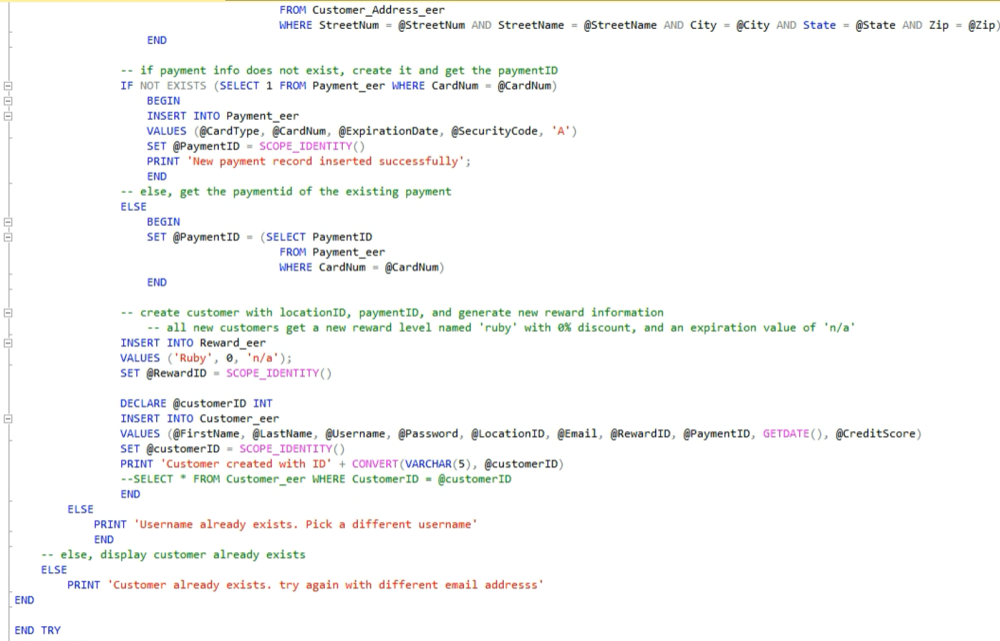 FROM Customer_Address_eer
WHERE StreetNum = @StreetNum AND StreetName = @StreetName AND City = @City AND State = @State AND Zip = @Zip)
END
-- if payment info does not exist, create it and get the paymentID
IF NOT EXISTS (SELECT 1 FROM Payment_eer WHERE CardNum = @CardNum)
BEGIN
INSERT INTO Payment_eer
VALUES (@CardType, @CardNum, @ExpirationDate, @SecurityCode, 'A')
SET @PaymentID = SCOPE_IDENTITY()
PRINT 'New payment record inserted successfully';
END
-- else, get the paymentid of the existing payment
ELSE
BEGIN
SET @PaymentID = (SELECT PaymentID
FROM Payment_eer
WHERE CardNum = @CardNum)
END
-- create customer with locationID, paymentID, and generate new reward information
-- all new customers get a new reward level named 'ruby' with 0% discount, and an expiration value of 'n/a'
INSERT INTO Reward_eer
VALUES ('Ruby', 0, 'n/a');
SET @RewardID = SCOPE_IDENTITY()
DECLARE @customerID INT
INSERT INTO Customer_eer
VALUES (@FirstName, @LastName, @Username, @Password, @LocationID, @Email, @RewardID, @PaymentID, GETDATE(), @CreditScore)
SET @customerID = SCOPE_IDENTITY()
PRINT 'Customer created with ID' + CONVERT(VARCHAR(5), @customerID)
--SELECT * FROM Customer_eer WHERE CustomerID = @customerID
END
ELSE
PRINT 'Username already exists. Pick a different username'
END
-- else, display customer already exists
ELSE
PRINT 'Customer already exists. try again with different email addresss'
END
END TRY